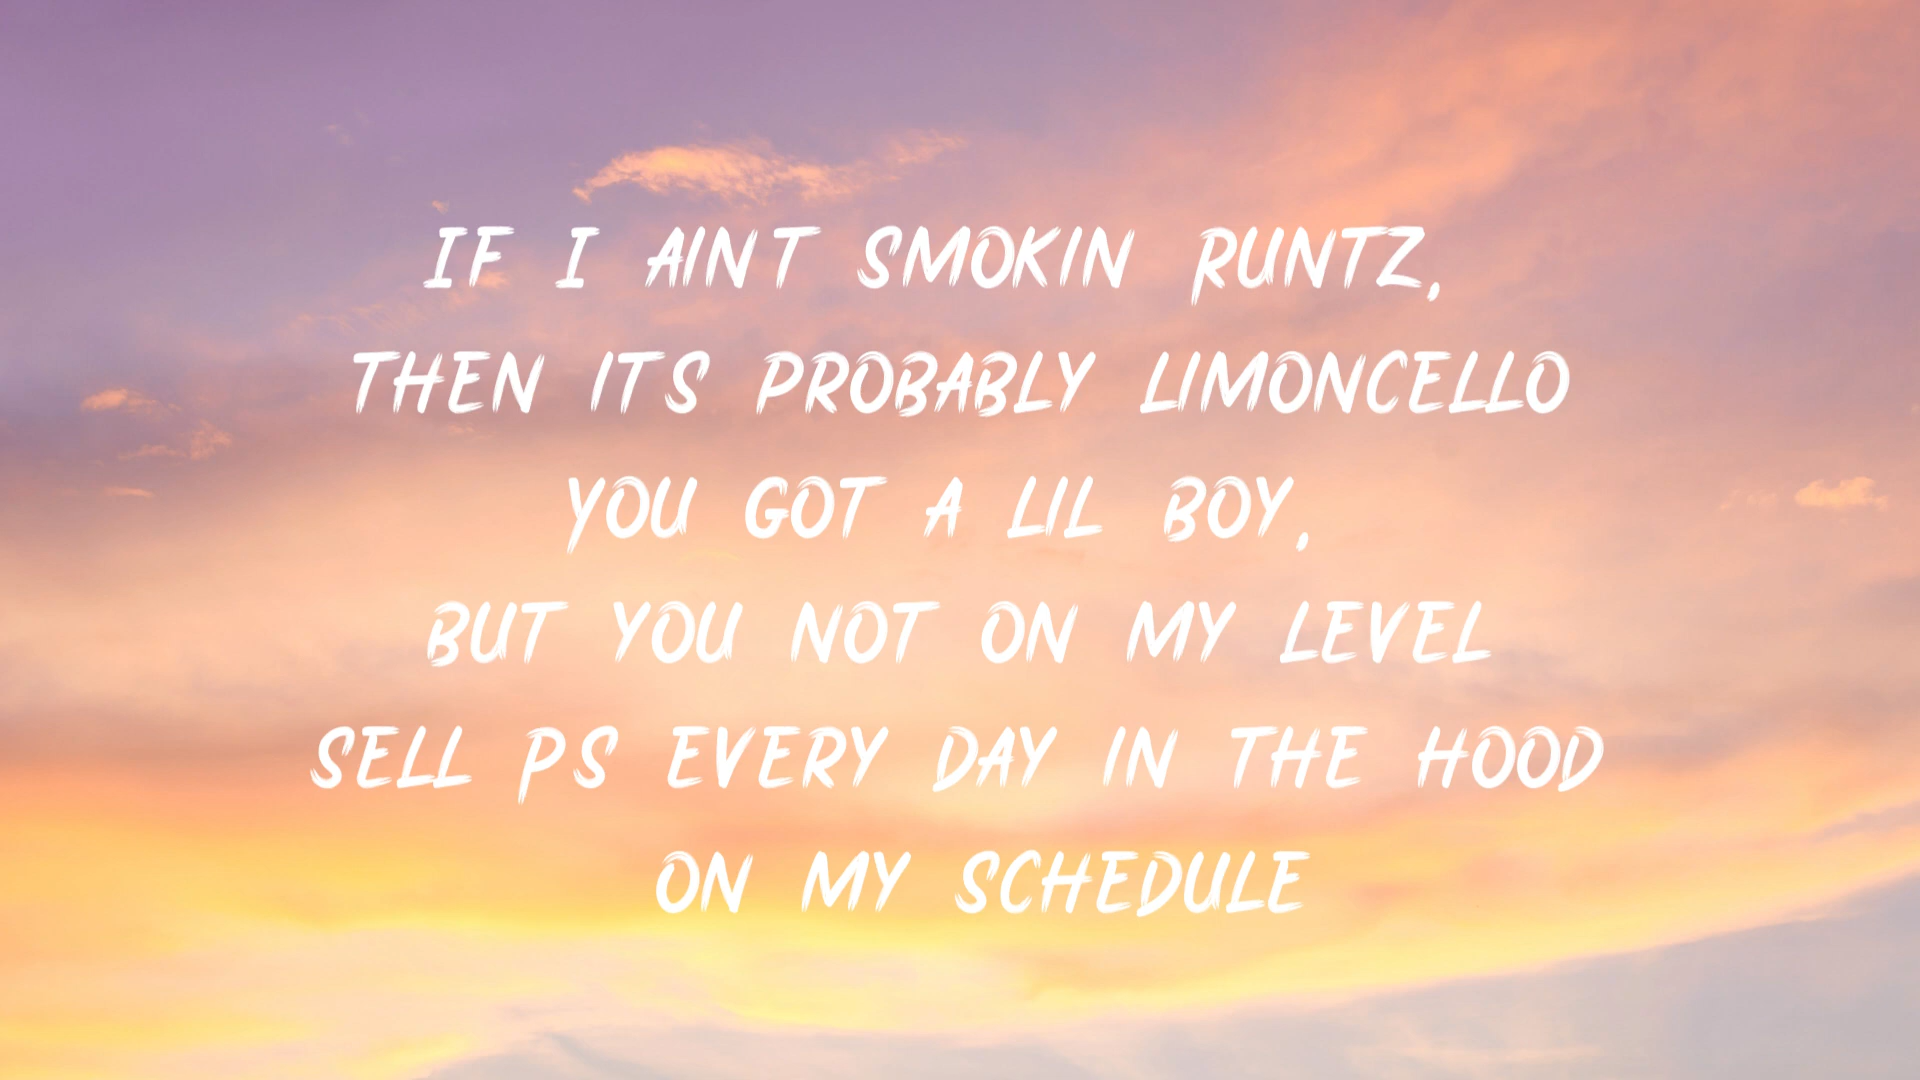 IF I AINT SMOKIN RUNTZ,
THEN ITS PROBABLY LIMONCELLO
YOU GOT A LIL BOY,
BUT YOU NOT ON MY LEVEL
SELL PS EVERY DAY IN THE HOOD
ON MY SCHEDULE